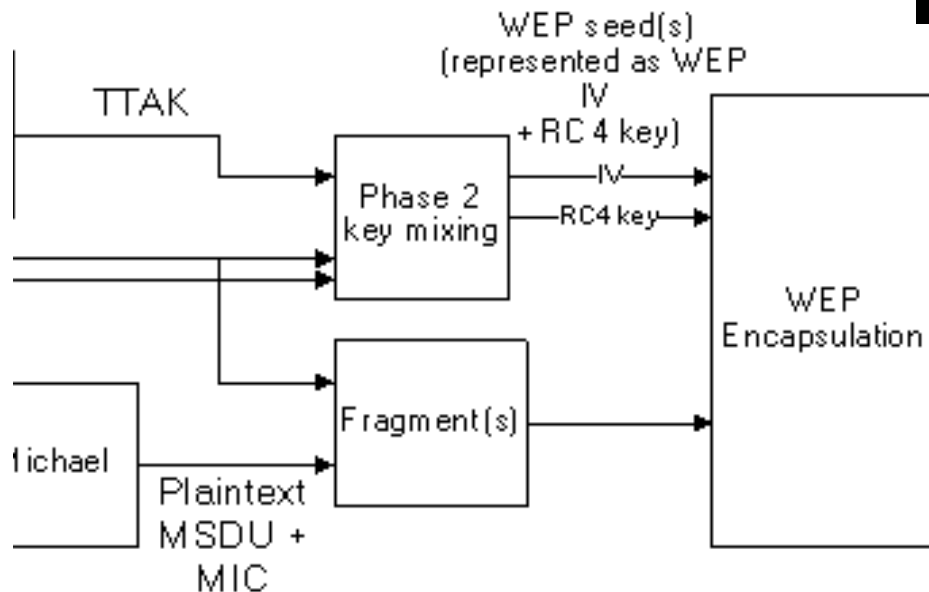 WEP seed(s)
(represented as WEP
IV
+ RC4 key)
TTAK
Phase 2
key mixing
IV
RC4 key
WEP
Encapsulation
Fragment(s)
Michael
Plaintext
MSDU +
MIC